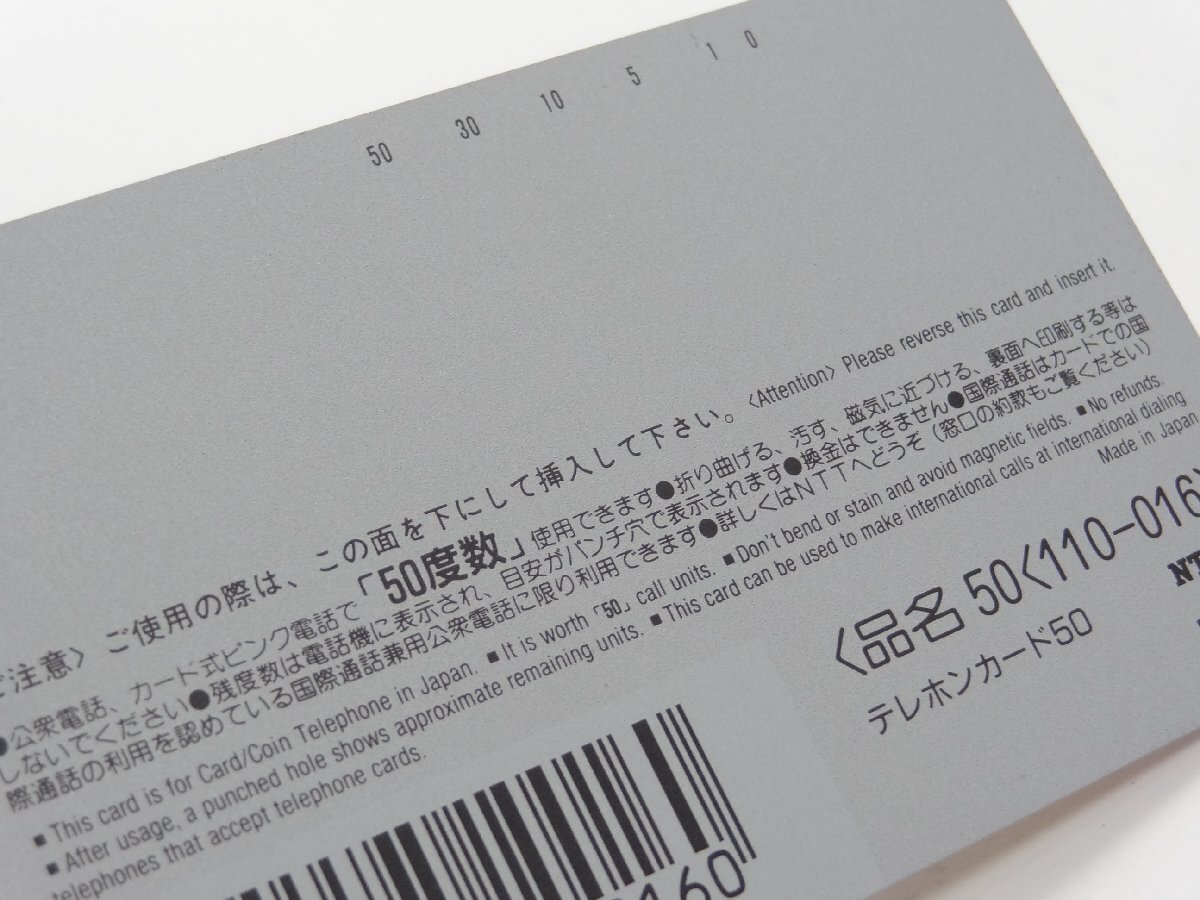 50 30 10 5 1 0
注意〉ご使用の際は、この面を下にして挿入して下さい。〈Attention〉Please reverse this card and insert it.
●公衆電話、カード式ピンク電話で「50度数」使用できます●折り曲げる、汚す、磁気に近づける、裏面へ印刷する等は
しないでください●残度数は電話機に表示され、目安がパンチ穴で表示されます●換金はできません●国際通話はカードでの国
際通話の利用を認めている国際通話兼用公衆電話に限り利用できます●詳しくはNTTへどうぞ(窓口の約款もご覧ください)
■This card is for Card/Coin Telephone in Japan. ■It is worth「50」call units. ■Don't bend or stain and avoid magnetic fields. ■No refunds.
■After usage, a punched hole shows approximate remaining units. ■This card can be used to make international calls at international dialing
telephones that accept telephone cards.
Made in Japan
〈品名 50〈110-016〉
テレホンカード50
NT
160